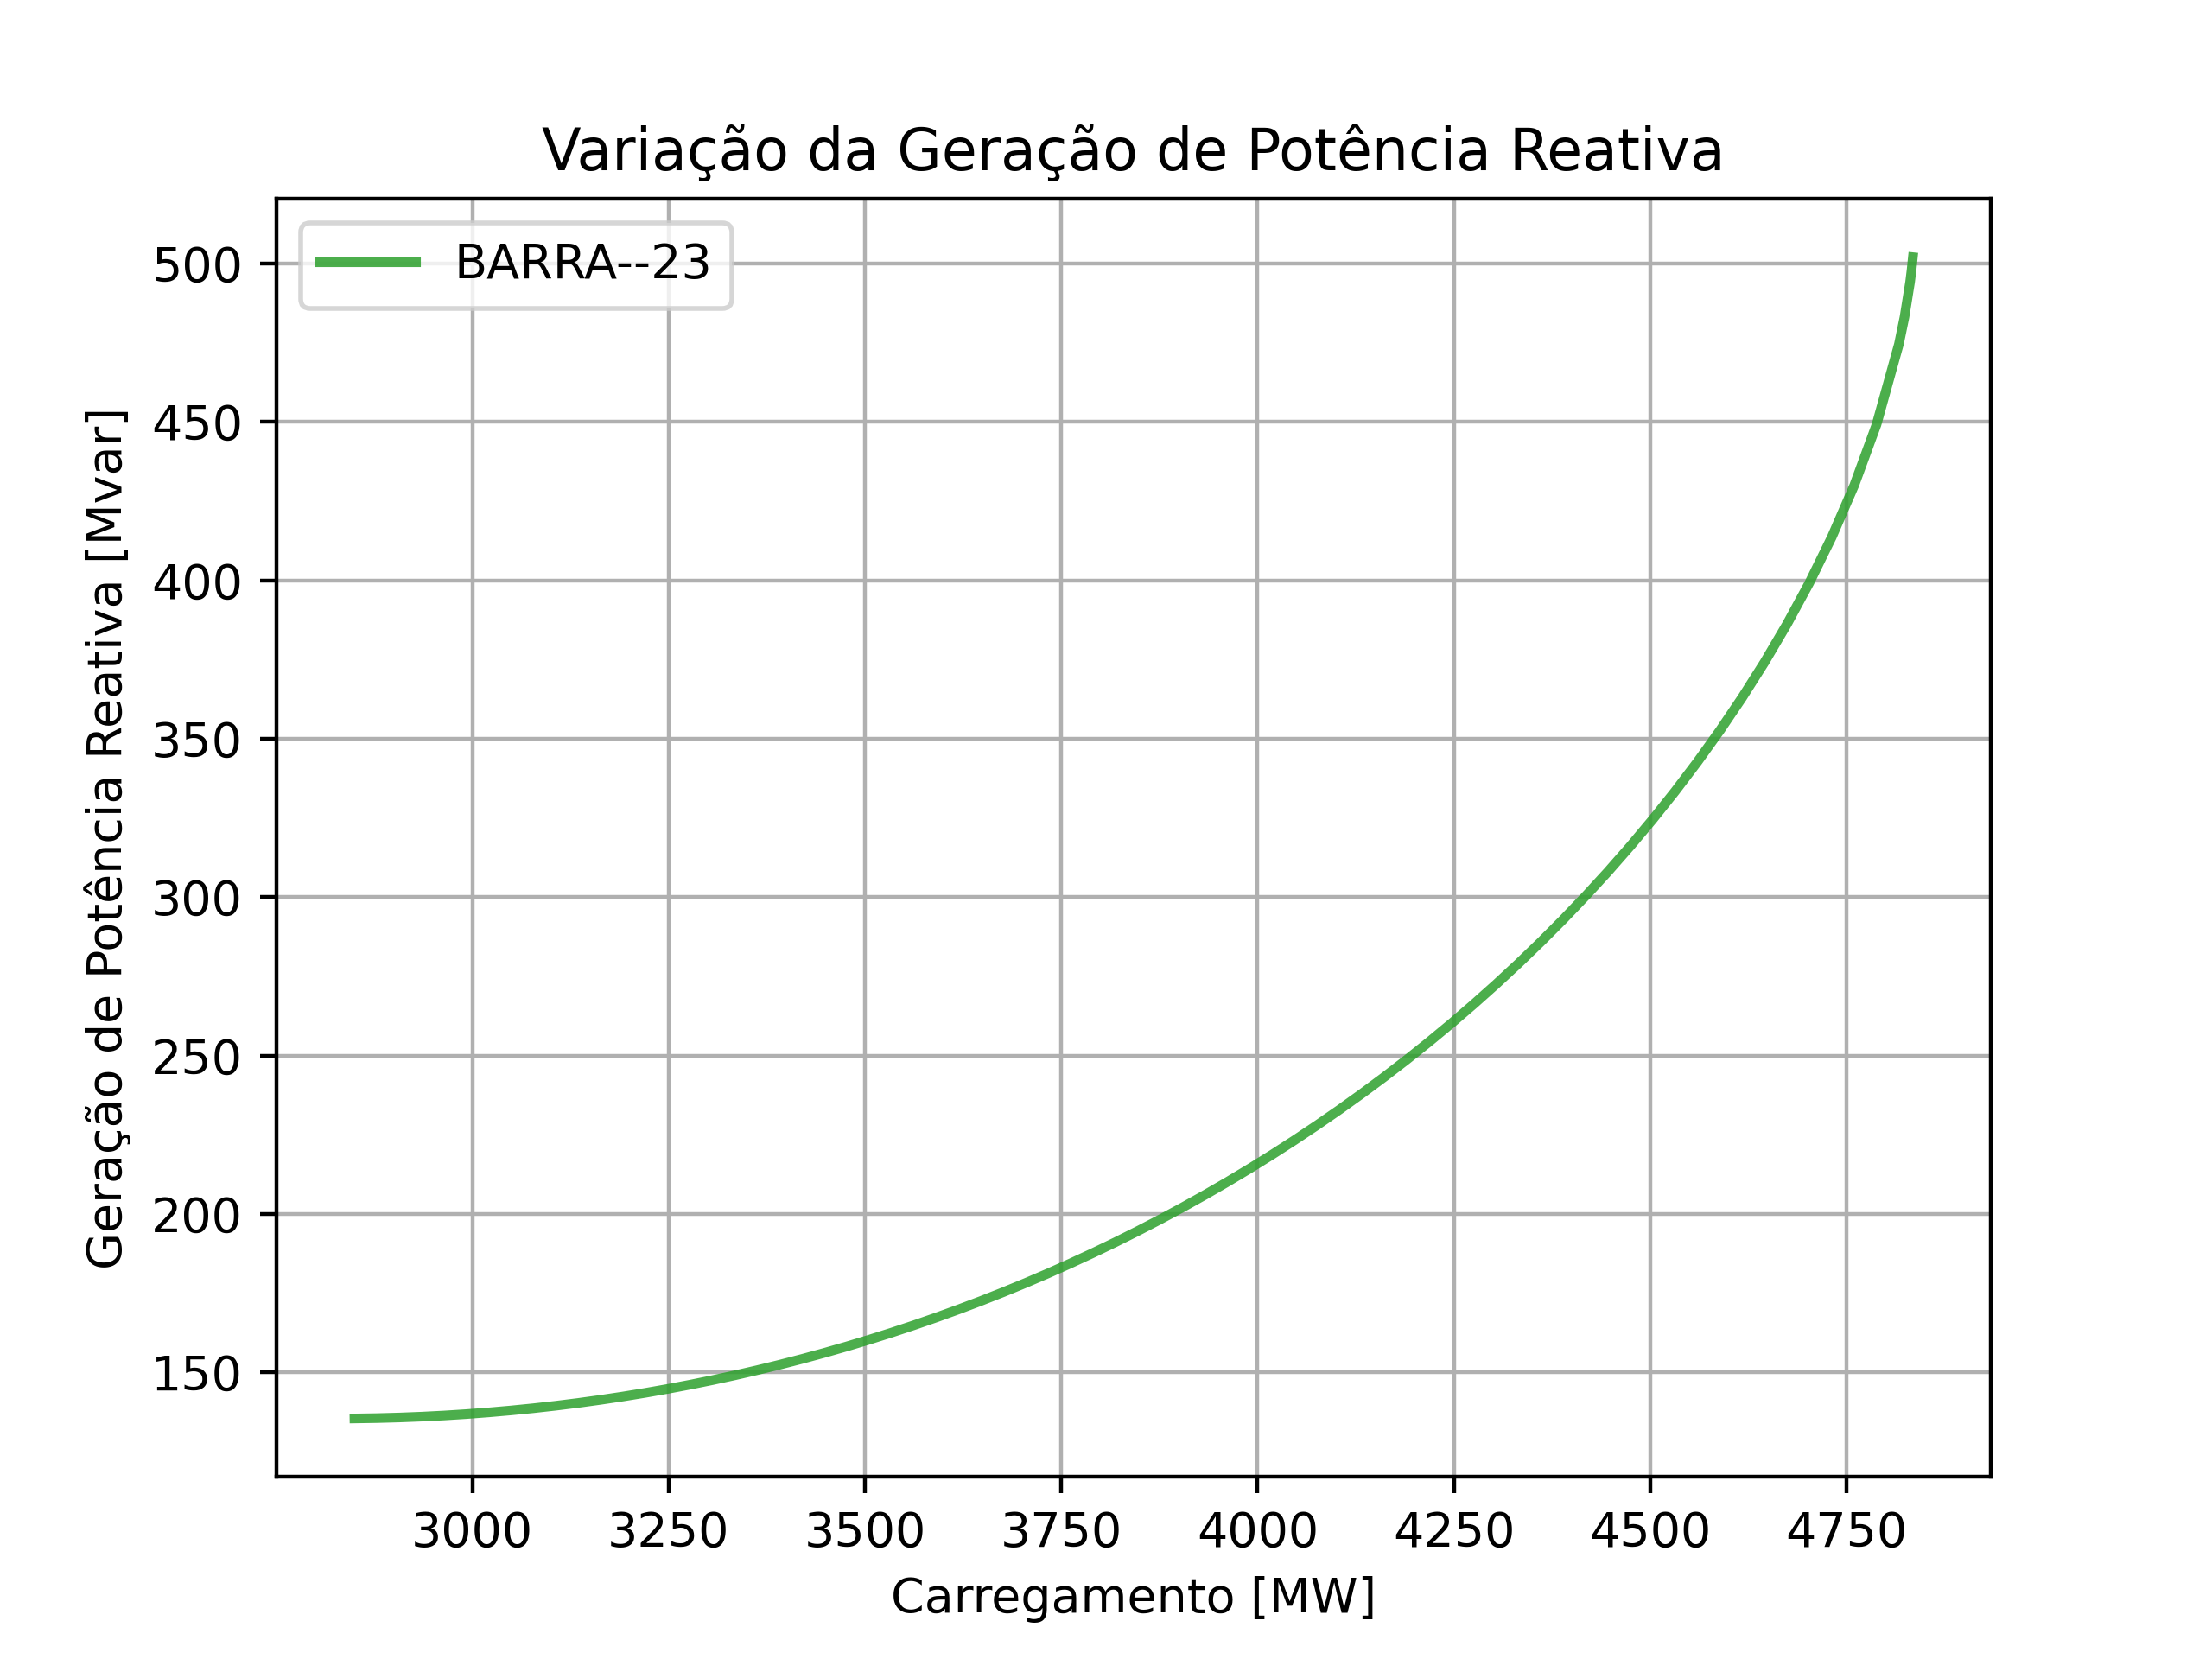 Variação da Geração de Potência Reativa
BARRA--23
Geração de Potência Reativa [Mvar]
500
450
400
350
300
250
200
150
3000 3250 3500 3750 4000 4250 4500 4750
Carregamento [MW]